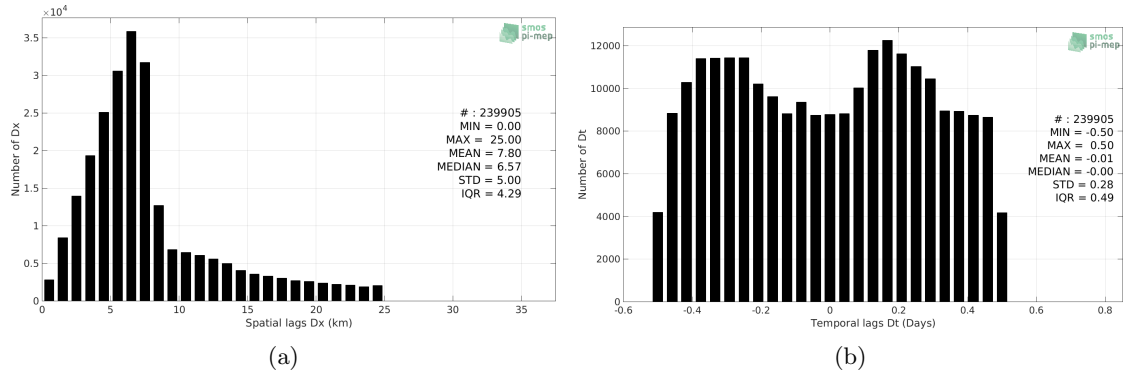 ×10⁴
3.5
3
2.5
2
1.5
1
0.5
0
Number of Dx
0 5 10 15 20 25 30 35
Spatial lags Dx (km)
smos
pi-mep
# : 239905
MIN = 0.00
MAX = 25.00
MEAN = 7.80
MEDIAN = 6.57
STD = 5.00
IQR = 4.29
(a)
12000
10000
8000
6000
4000
2000
0
Number of Dt
-0.6 -0.4 -0.2 0 0.2 0.4 0.6 0.8
Temporal lags Dt (Days)
smos
pi-mep
# : 239905
MIN = -0.50
MAX = 0.50
MEAN = -0.01
MEDIAN = -0.00
STD = 0.28
IQR = 0.49
(b)